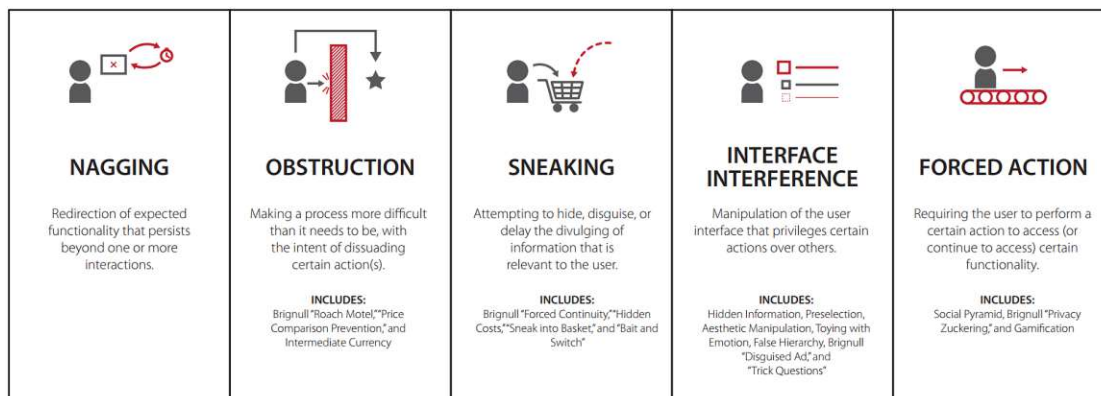 NAGGING
Redirection of expected
functionality that persists
beyond one or more
interactions.
OBSTRUCTION
Making a process more difficult
than it needs to be, with
the intent of dissuading
certain action(s).
INCLUDES:
Brignull "Roach Motel," "Price
Comparison Prevention," and
Intermediate Currency
SNEAKING
Attempting to hide, disguise, or
delay the divulging of
information that is
relevant to the user.
INCLUDES:
Brignull "Forced Continuity," "Hidden
Costs," "Sneak into Basket," and "Bait and
Switch"
INTERFACE
INTERFERENCE
Manipulation of the user
interface that privileges certain
actions over others.
INCLUDES:
Hidden Information, Preselection,
Aesthetic Manipulation, Toying with
Emotion, False Hierarchy, Brignull
"Disguised Ad," and
"Trick Questions"
FORCED ACTION
Requiring the user to perform a
certain action to access (or
continue to access) certain
functionality.
INCLUDES:
Social Pyramid, Brignull "Privacy
Zuckering," and Gamification